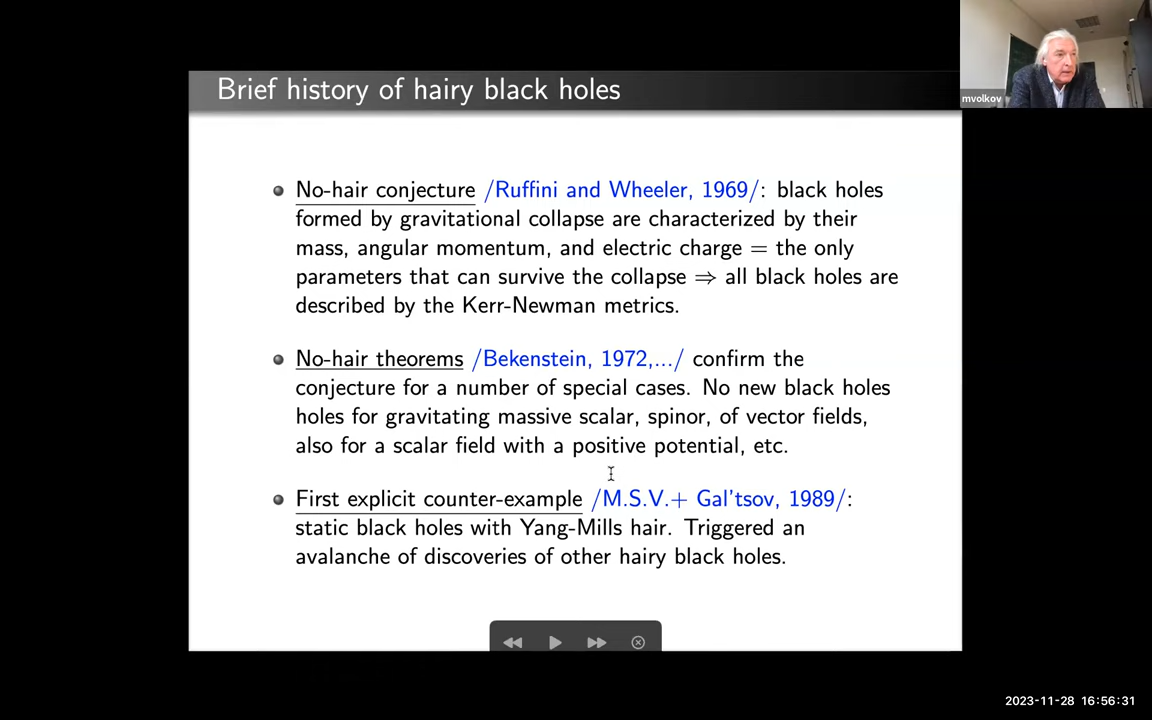 Brief history of hairy black holes
mvolkov
No-hair conjecture /Ruffini and Wheeler, 1969/: black holes
formed by gravitational collapse are characterized by their
mass, angular momentum, and electric charge = the only
parameters that can survive the collapse ⇒ all black holes are
described by the Kerr-Newman metrics.
No-hair theorems /Bekenstein, 1972,.../ confirm the
conjecture for a number of special cases. No new black holes
holes for gravitating massive scalar, spinor, of vector fields,
also for a scalar field with a positive potential, etc.
First explicit counter-example /M.S.V.+ Gal'tsov, 1989/:
static black holes with Yang-Mills hair. Triggered an
avalanche of discoveries of other hairy black holes.
2023-11-28 16:56:31